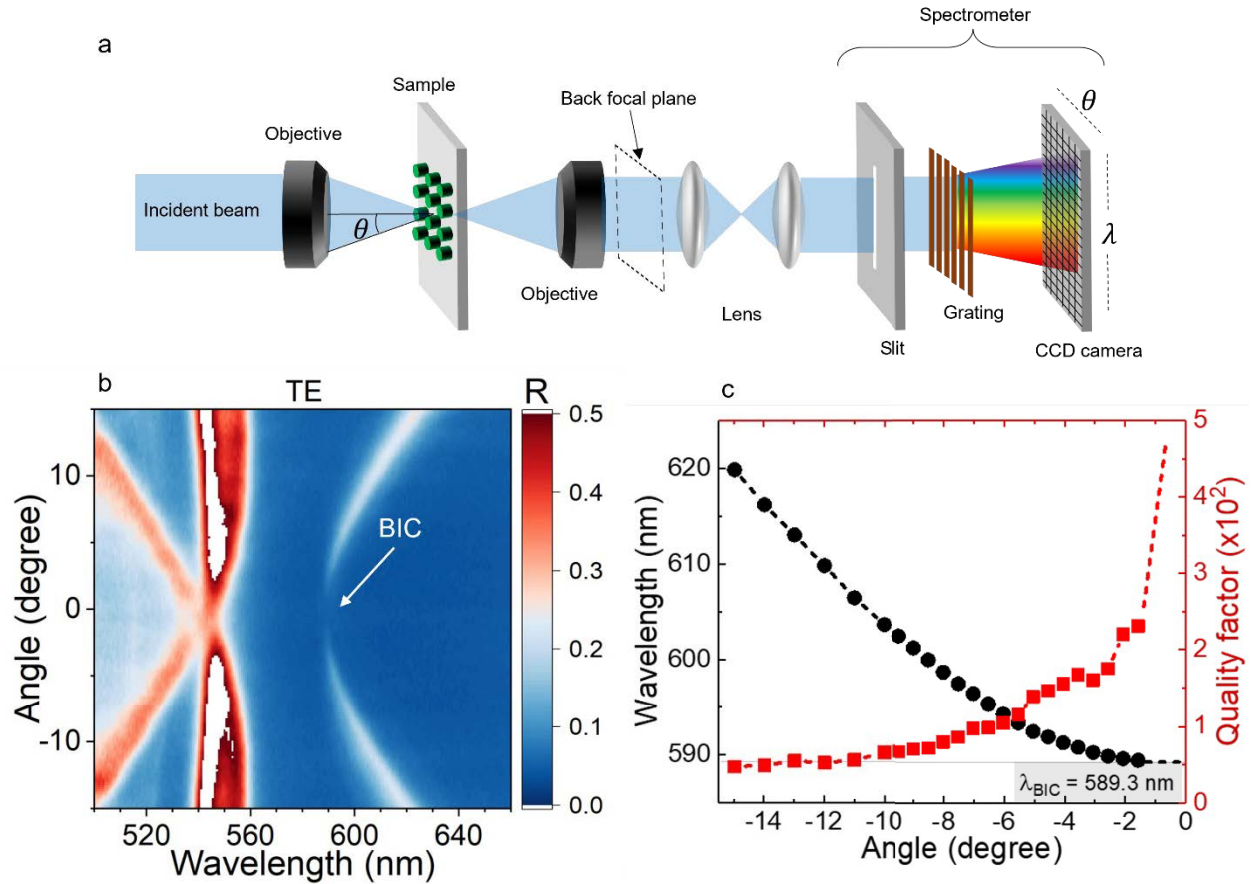 a
Spectrometer
Sample
Back focal plane
θ
Objective
Incident beam
θ
λ
Objective
Lens
Grating
Slit
CCD camera
b
TE
R
c
0.5
0.4
0.3
0.2
0.1
0.0
Angle (degree)
10
0
-10
BIC
520 560 600 640
Wavelength (nm)
Wavelength (nm)
620
610
600
590
5
4
3
2
1
0
Quality factor (x10²)
λBIC = 589.3 nm
-14 -12 -10 -8 -6 -4 -2 0
Angle (degree)